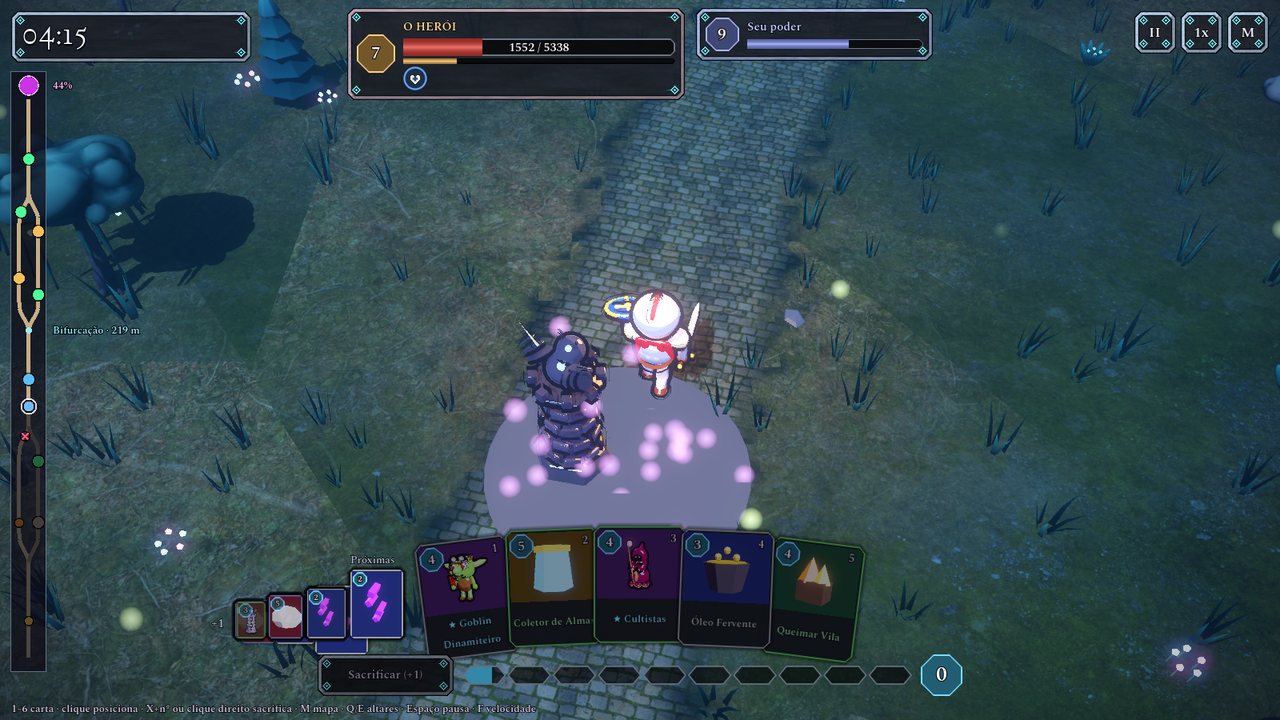 04:15
O HERÓI
7
1552 / 5338
9
Seu poder
II
1x
M
44%
Bifurcação · 219 m
Próximas
+1
3
5
2
2
4
1
★ Goblin
Dinamiteiro
5
2
Coletor de Alma
4
3
★ Cultistas
3
4
Óleo Fervente
4
5
Queimar Vila
Sacrificar (+1)
0
1-6 carta · clique posiciona · X+nº ou clique direito sacrifica · M mapa · Q/E altares · Espaço pausa · F velocidade